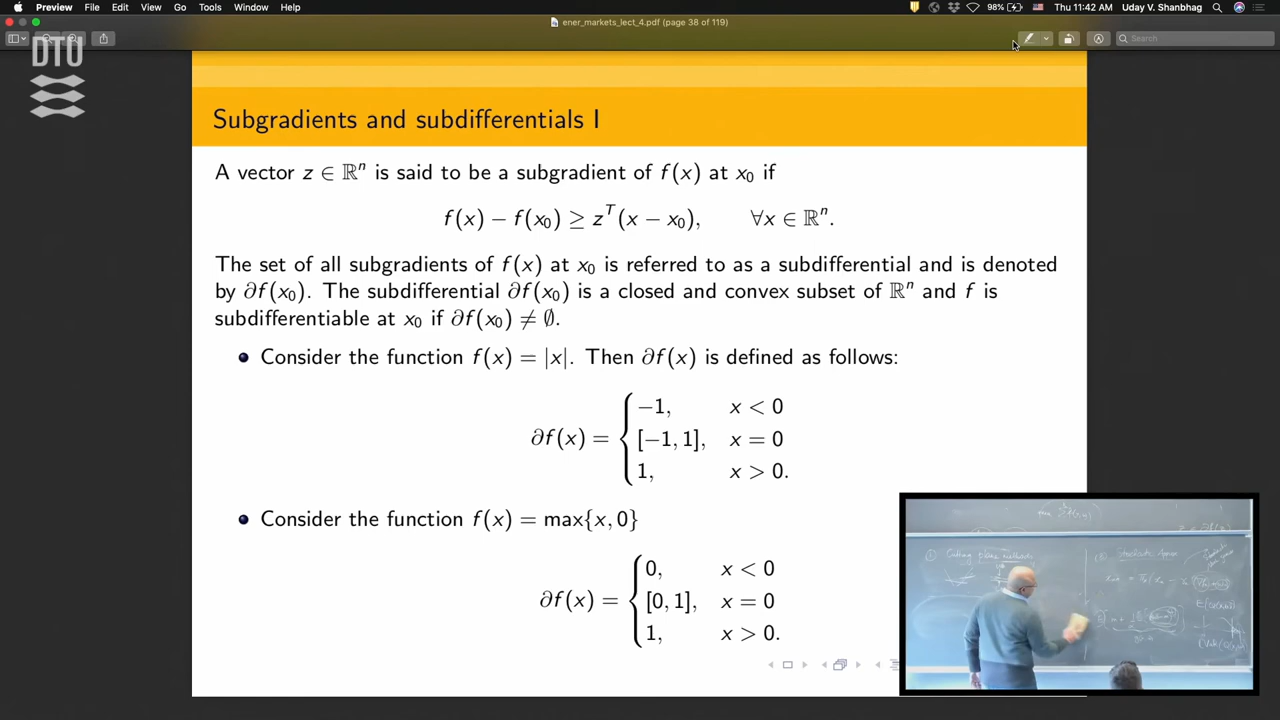 Preview File Edit View Go Tools Window Help 98% Thu 11:42 AM Uday V. Shanbhag
ener_markets_lect_4.pdf (page 38 of 119)
Search
DTU
Subgradients and subdifferentials I
A vector z ∈ ℝⁿ is said to be a subgradient of f(x) at x₀ if
f(x) − f(x₀) ≥ zᵀ(x − x₀), ∀x ∈ ℝⁿ.
The set of all subgradients of f(x) at x₀ is referred to as a subdifferential and is denoted
by ∂f(x₀). The subdifferential ∂f(x₀) is a closed and convex subset of ℝⁿ and f is
subdifferentiable at x₀ if ∂f(x₀) ≠ ∅.
Consider the function f(x) = |x|. Then ∂f(x) is defined as follows:
−1, x < 0
∂f(x) = { [−1, 1], x = 0
1, x > 0.
Consider the function f(x) = max{x, 0}
0, x < 0
∂f(x) = { [0, 1], x = 0
1, x > 0.
Cutting plane methods